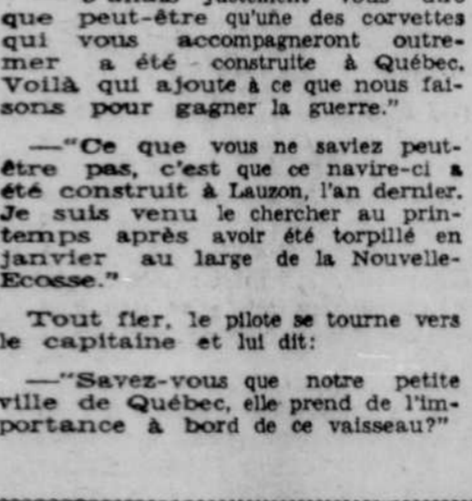 que peut-être qu'une des corvettes
qui vous accompagneront outre-
mer a été construite à Québec.
Voilà qui ajoute à ce que nous fai-
sons pour gagner la guerre."
—"Ce que vous ne saviez peut-
être pas, c'est que ce navire-ci a
été construit à Lauzon, l'an dernier.
Je suis venu le chercher au prin-
temps après avoir été torpillé en
janvier au large de la Nouvelle-
Ecosse."
Tout fier, le pilote se tourne vers
le capitaine et lui dit:
—"Savez-vous que notre petite
ville de Québec, elle prend de l'im-
portance à bord de ce vaisseau?"